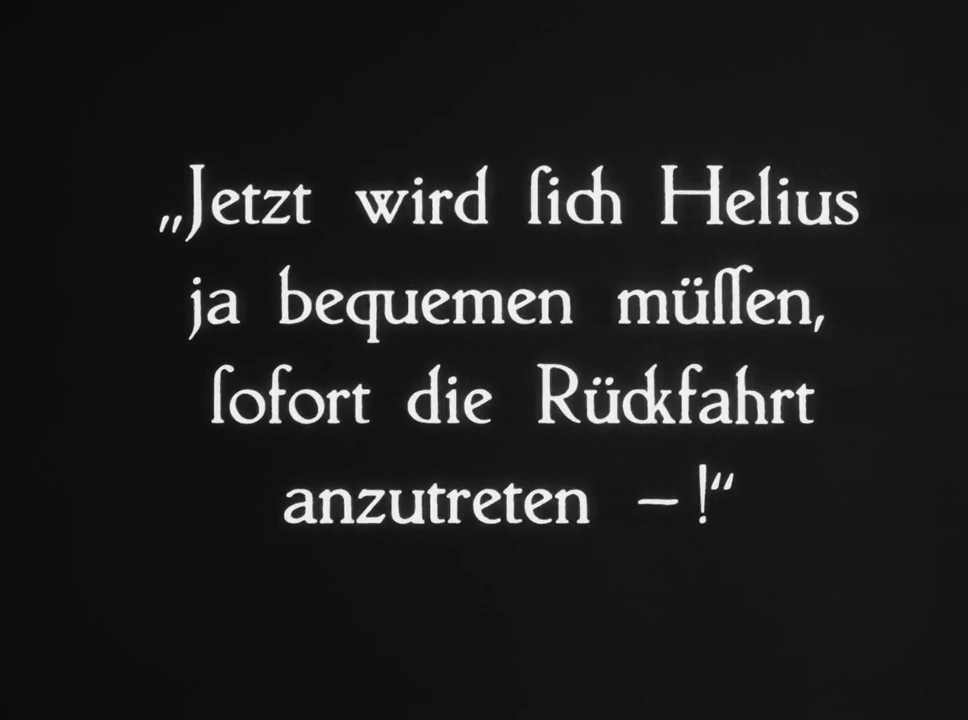 „Jetzt wird ſich Helius
ja bequemen müſſen,
ſofort die Rückfahrt
anzutreten – !“